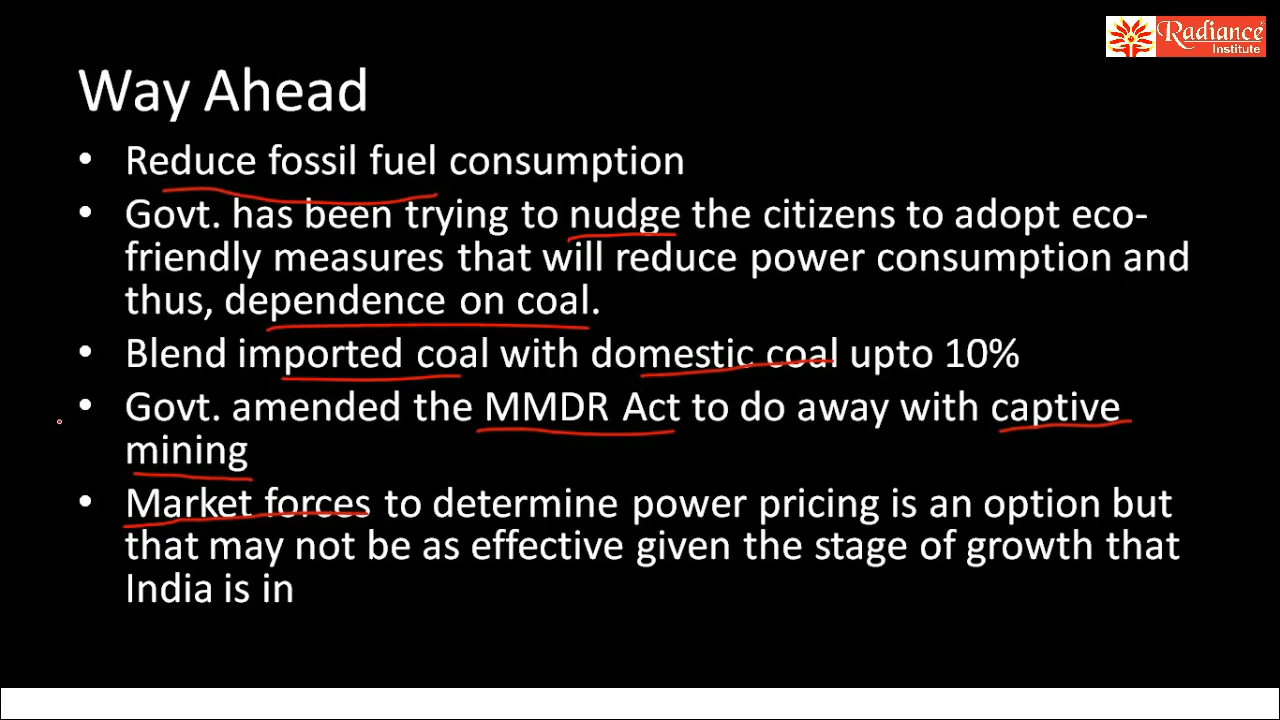 Radiance
Institute
Way Ahead
• Reduce fossil fuel consumption
• Govt. has been trying to nudge the citizens to adopt eco-
friendly measures that will reduce power consumption and
thus, dependence on coal.
• Blend imported coal with domestic coal upto 10%
• Govt. amended the MMDR Act to do away with captive
mining
• Market forces to determine power pricing is an option but
that may not be as effective given the stage of growth that
India is in